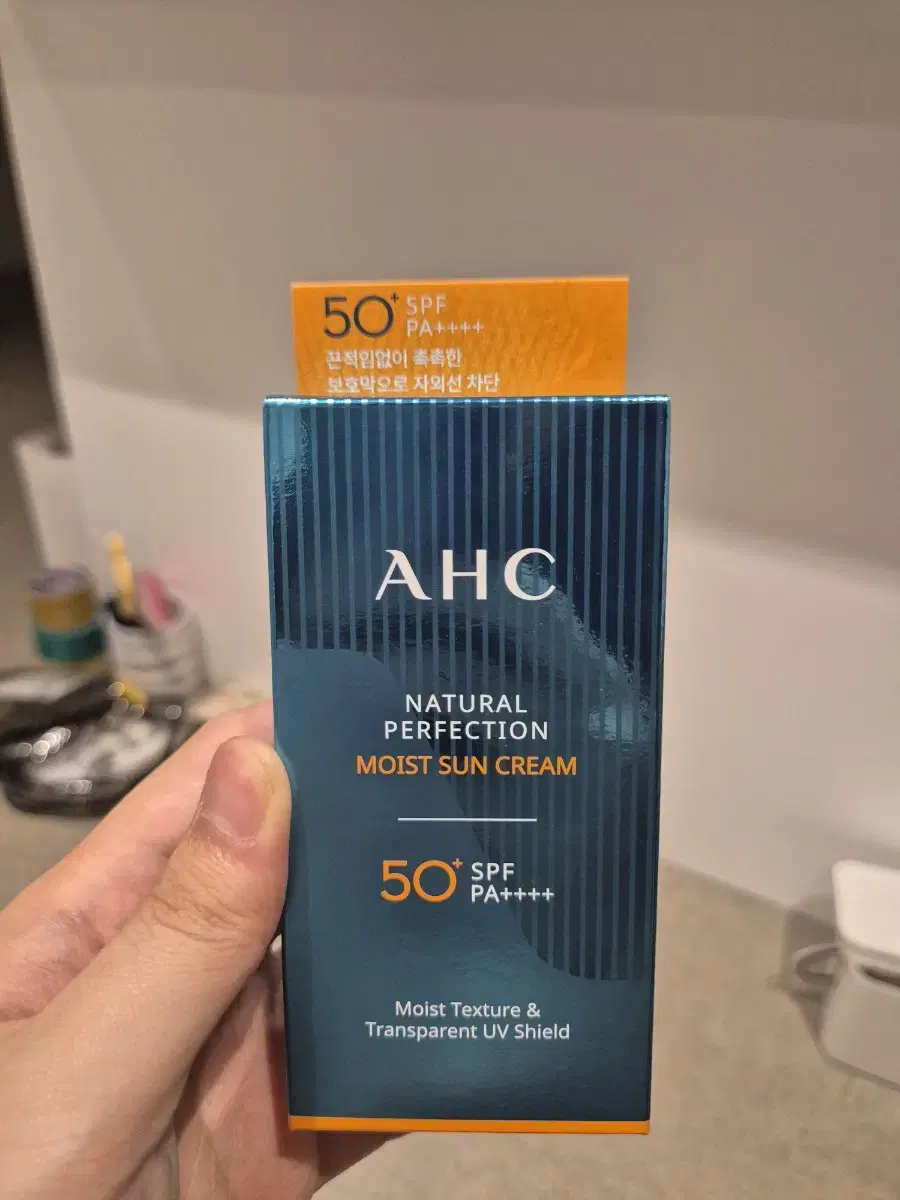 50+ SPF
PA++++
끈적임없이 촉촉한
보호막으로 자외선 차단
AHC
NATURAL
PERFECTION
MOIST SUN CREAM
50+ SPF
PA++++
Moist Texture &
Transparent UV Shield